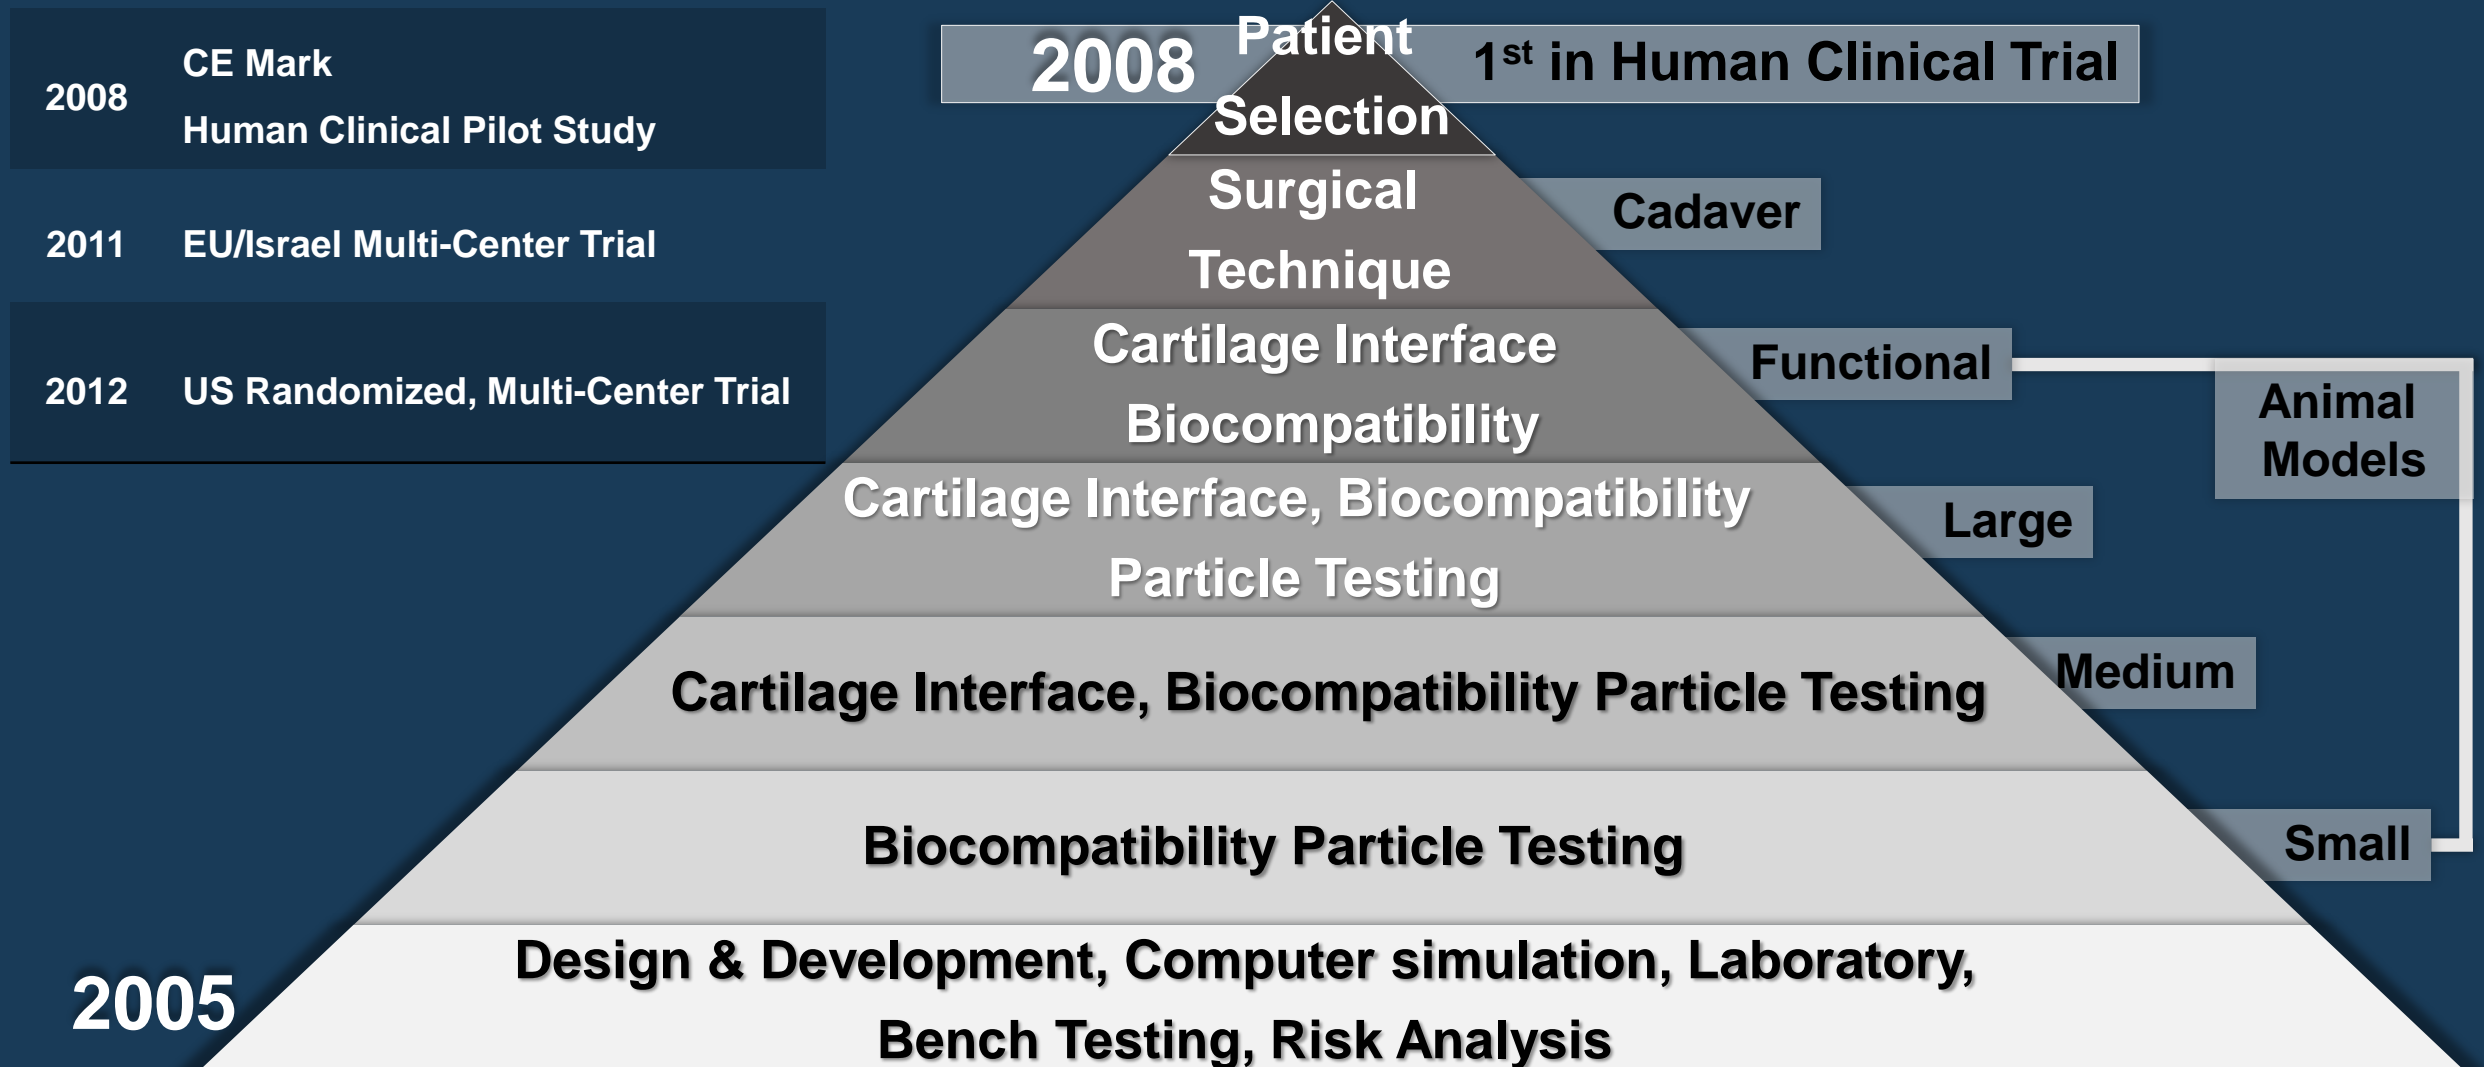 2008
CE Mark
Human Clinical Pilot Study
2011 EU/Israel Multi-Center Trial
2012 US Randomized, Multi-Center Trial
2008
1st in Human Clinical Trial
Patient
Selection
Surgical
Technique
Cadaver
Cartilage Interface
Biocompatibility
Functional
Animal
Models
Cartilage Interface, Biocompatibility
Particle Testing
Large
Cartilage Interface, Biocompatibility Particle Testing
Medium
Biocompatibility Particle Testing
Small
2005
Design & Development, Computer simulation, Laboratory,
Bench Testing, Risk Analysis